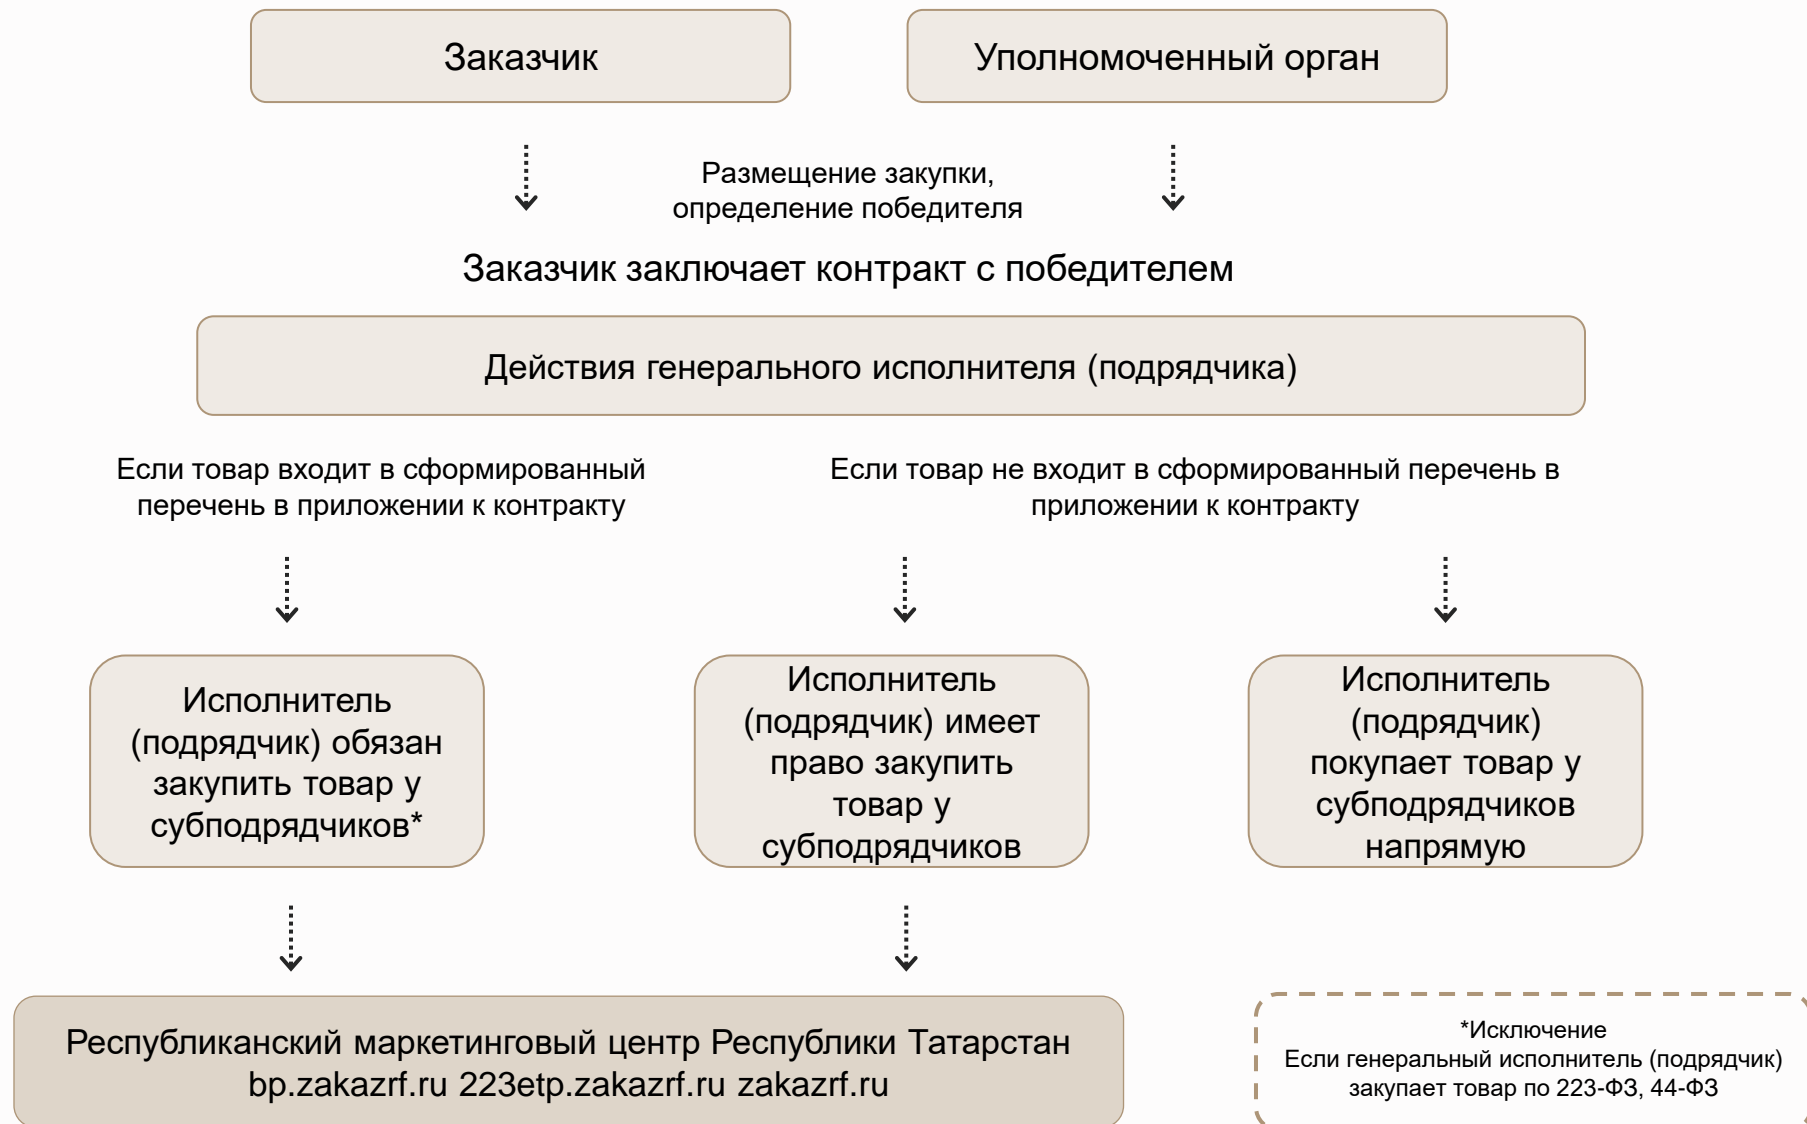 Заказчик
Уполномоченный орган
Размещение закупки,
определение победителя
Заказчик заключает контракт с победителем
Действия генерального исполнителя (подрядчика)
Если товар входит в сформированный
перечень в приложении к контракту
Если товар не входит в сформированный перечень в
приложении к контракту
Исполнитель
(подрядчик) обязан
закупить товар у
субподрядчиков*
Исполнитель
(подрядчик) имеет
право закупить
товар у
субподрядчиков
Исполнитель
(подрядчик)
покупает товар у
субподрядчиков
напрямую
Республиканский маркетинговый центр Республики Татарстан
bp.zakazrf.ru 223etp.zakazrf.ru zakazrf.ru
*Исключение
Если генеральный исполнитель (подрядчик)
закупает товар по 223-ФЗ, 44-ФЗ